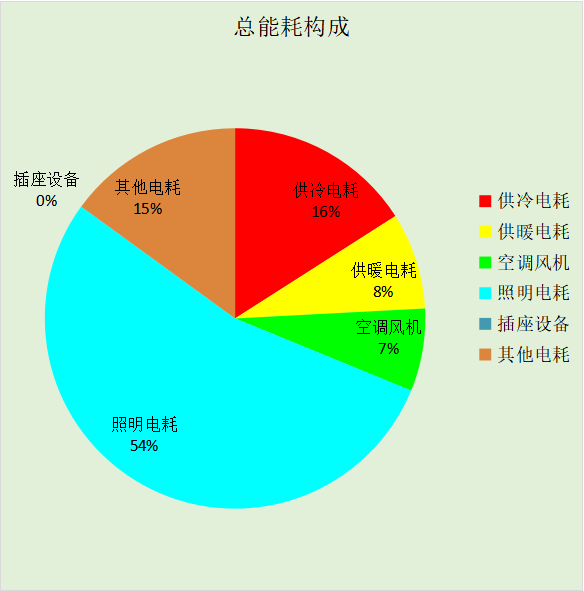 总能耗构成
插座设备
0%
其他电耗
15%
供冷电耗
16%
供暖电耗
8%
空调风机
7%
照明电耗
54%
供冷电耗
供暖电耗
空调风机
照明电耗
插座设备
其他电耗